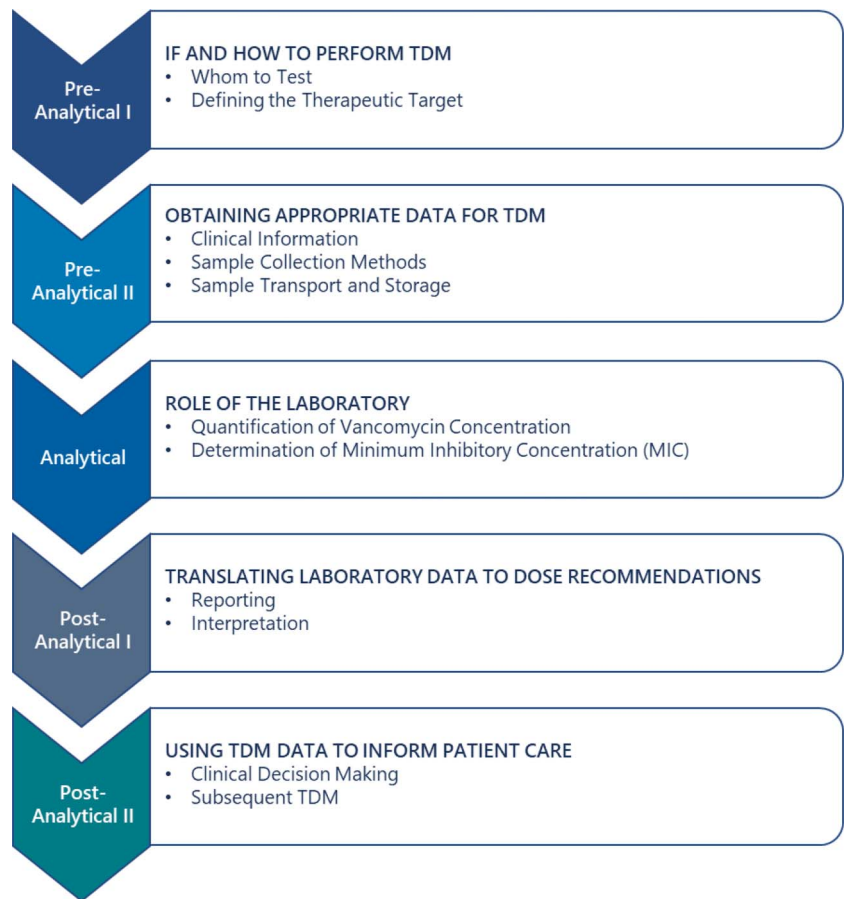 Pre-
Analytical I
IF AND HOW TO PERFORM TDM
• Whom to Test
• Defining the Therapeutic Target
Pre-
Analytical II
OBTAINING APPROPRIATE DATA FOR TDM
• Clinical Information
• Sample Collection Methods
• Sample Transport and Storage
Analytical
ROLE OF THE LABORATORY
• Quantification of Vancomycin Concentration
• Determination of Minimum Inhibitory Concentration (MIC)
Post-
Analytical I
TRANSLATING LABORATORY DATA TO DOSE RECOMMENDATIONS
• Reporting
• Interpretation
Post-
Analytical II
USING TDM DATA TO INFORM PATIENT CARE
• Clinical Decision Making
• Subsequent TDM